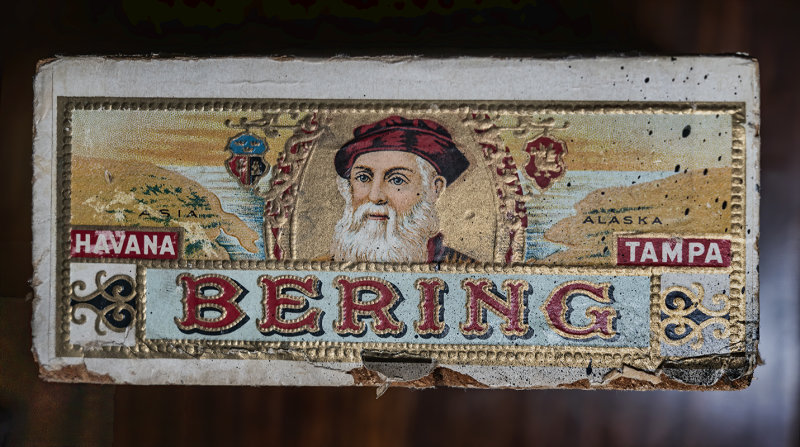 ASIA
ALASKA
HAVANA
TAMPA
BERING